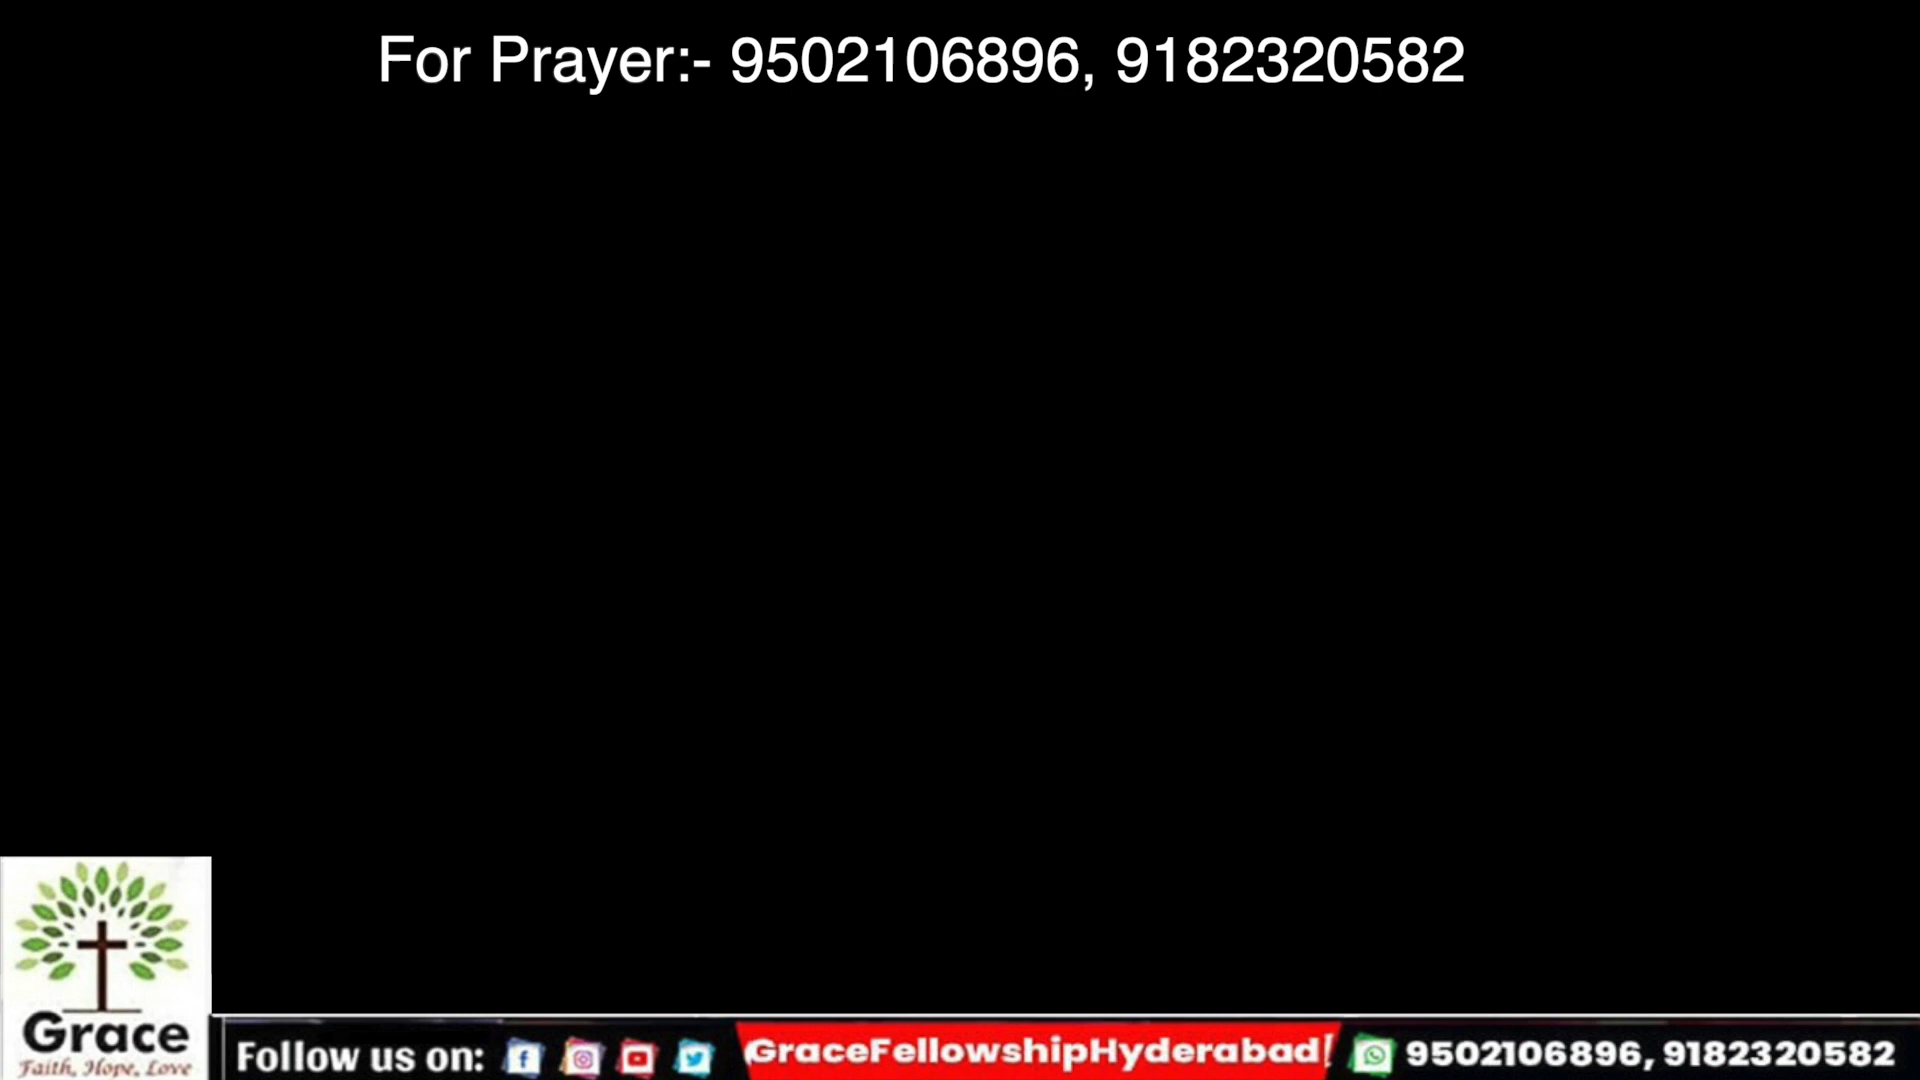 For Prayer:- 9502106896, 9182320582
Grace
Faith, Hope, Love
Follow us on:
GraceFellowshipHyderabad!
9502106896, 9182320582